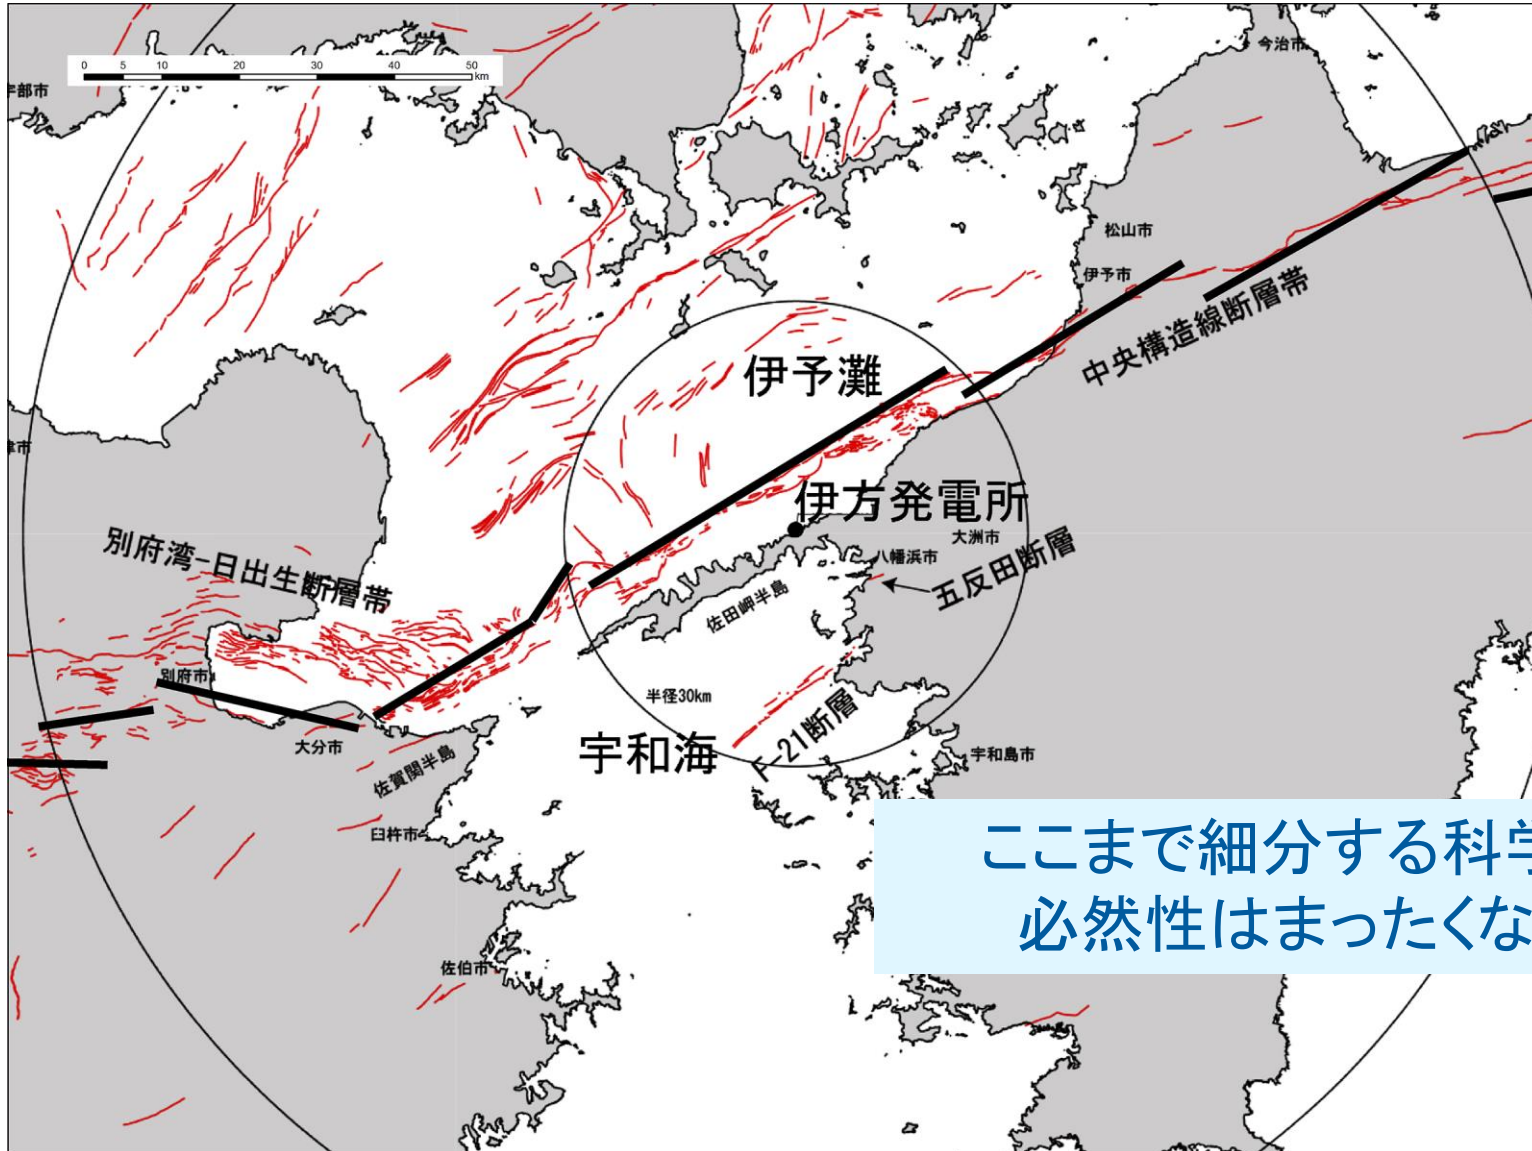 0 5 10 20 30 40 50
km
今治市
宇部市
松山市
伊予市
中央構造線断層帯
伊予灘
津市
伊方発電所
大洲市
八幡浜市
五反田断層
別府湾-日出生断層帯
佐田岬半島
別府市
半径30km
F-21断層
大分市
宇和海
宇和島市
佐賀関半島
臼杵市
ここまで細分する科学
必然性はまったくな
佐伯市